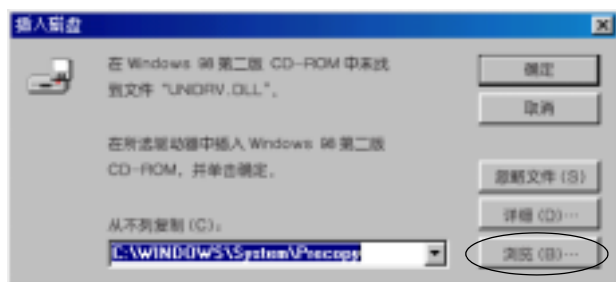 插入磁盘
在 Windows 98 第二版 CD-ROM 中未找
到文件 "UNIDRV.DLL"。
在所选驱动器中插入 Windows 98 第二版
CD-ROM, 并单击确定。
从不列复制 (C):
C:\WINDOWS\System\Precopy
确定
取消
忽略文件 (S)
详细 (D)…
浏览 (B)…